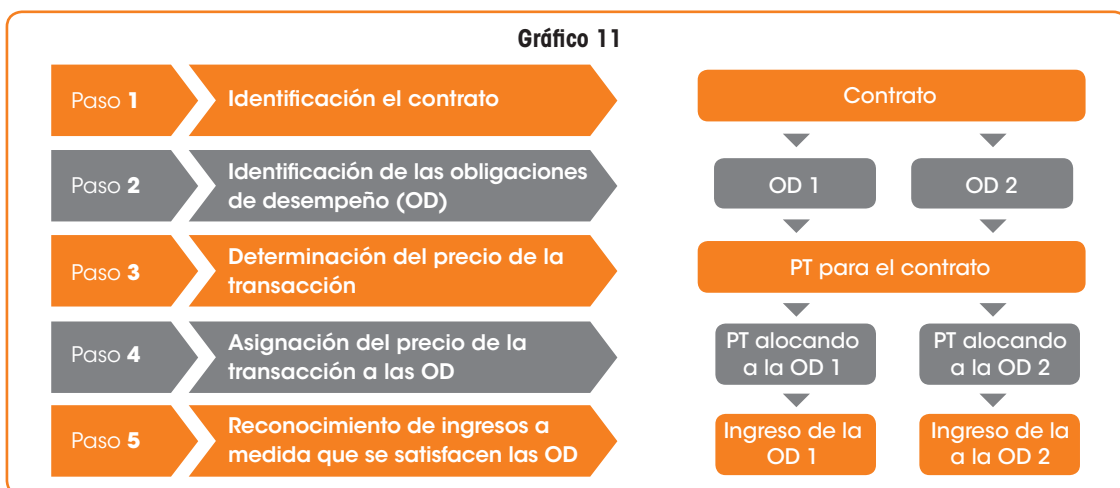 Gráfico 11
Paso 1
Identificación el contrato
Paso 2
Identificación de las obligaciones
de desempeño (OD)
Paso 3
Determinación del precio de la
transacción
Paso 4
Asignación del precio de la
transacción a las OD
Paso 5
Reconocimiento de ingresos a
medida que se satisfacen las OD
Contrato
OD 1
OD 2
PT para el contrato
PT alocando
a la OD 1
PT alocando
a la OD 2
Ingreso de la
OD 1
Ingreso de la
a la OD 2